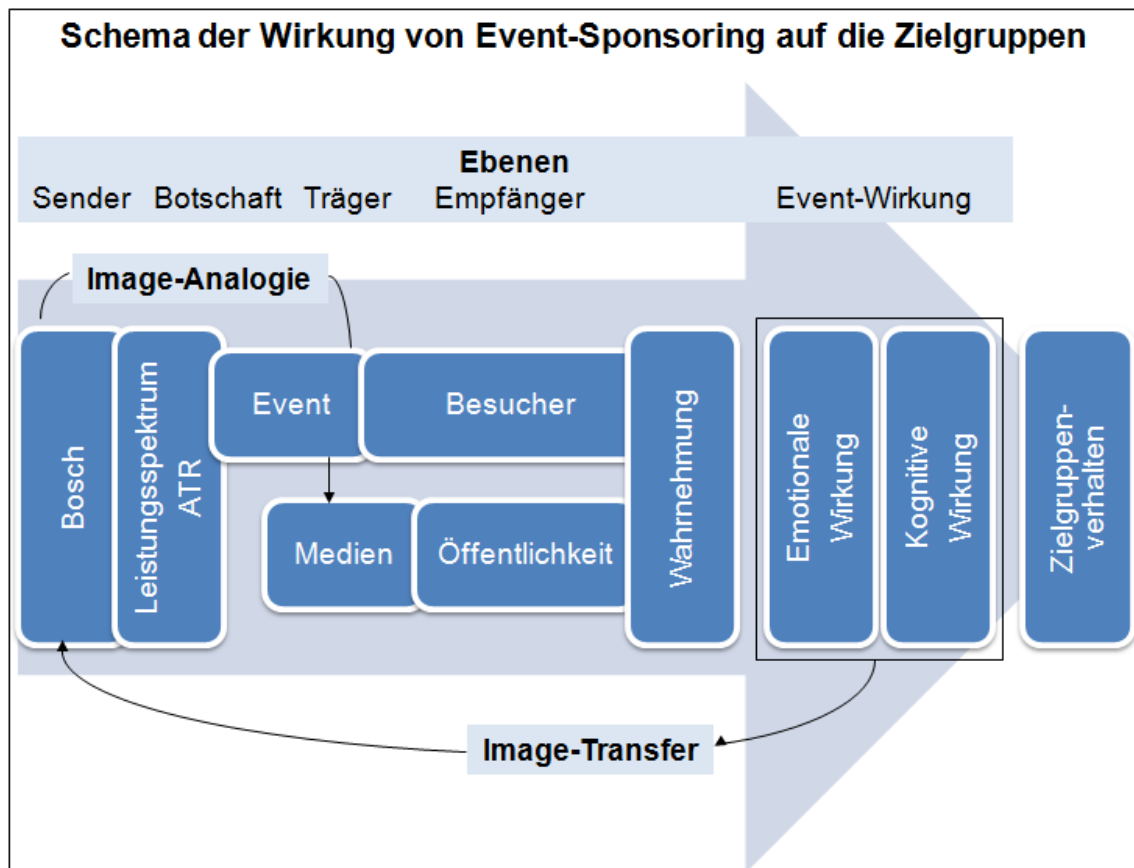 Schema der Wirkung von Event-Sponsoring auf die Zielgruppen
Ebenen
Sender Botschaft Träger Empfänger Event-Wirkung
Image-Analogie
Bosch
Leistungsspektrum
ATR
Event
Besucher
Medien
Öffentlichkeit
Wahrnehmung
Emotionale
Wirkung
Kognitive
Wirkung
Zielgruppen-
verhalten
Image-Transfer